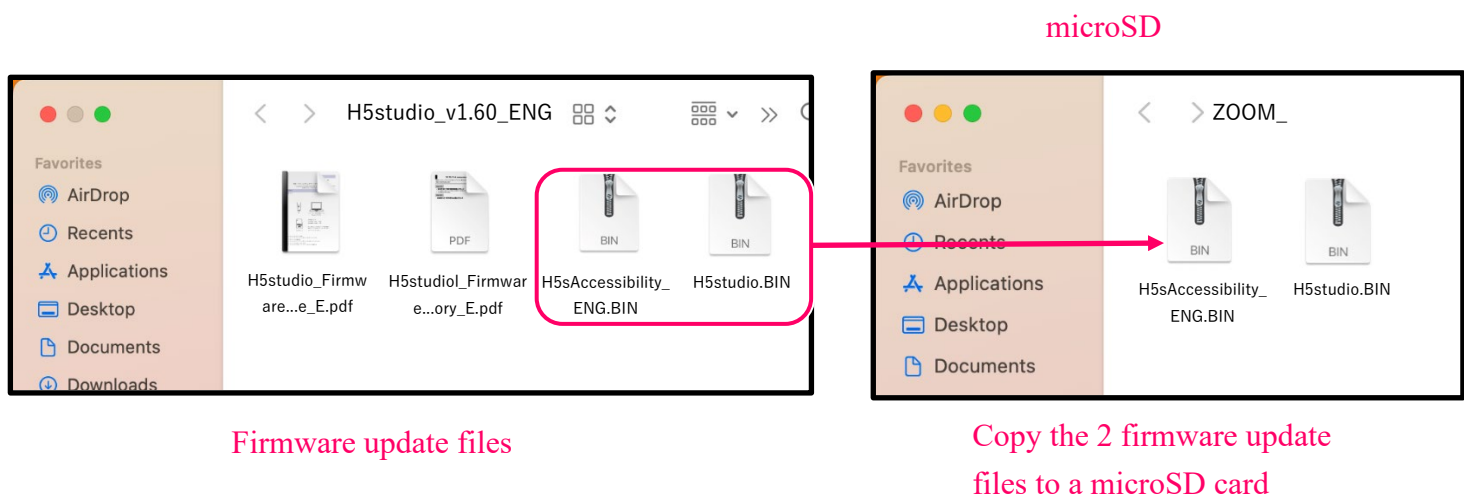 microSD
H5studio_v1.60_ENG
Favorites
AirDrop
Recents
Applications
Desktop
Documents
Downloads
PDF
BIN
BIN
H5studio_Firmw
are...e_E.pdf
H5studiol_Firmwar
e...ory_E.pdf
H5sAccessibility_
ENG.BIN
H5studio.BIN
ZOOM_
Favorites
AirDrop
Recents
Applications
Desktop
Documents
BIN
BIN
H5sAccessibility_
ENG.BIN
H5studio.BIN
Firmware update files
Copy the 2 firmware update
files to a microSD card